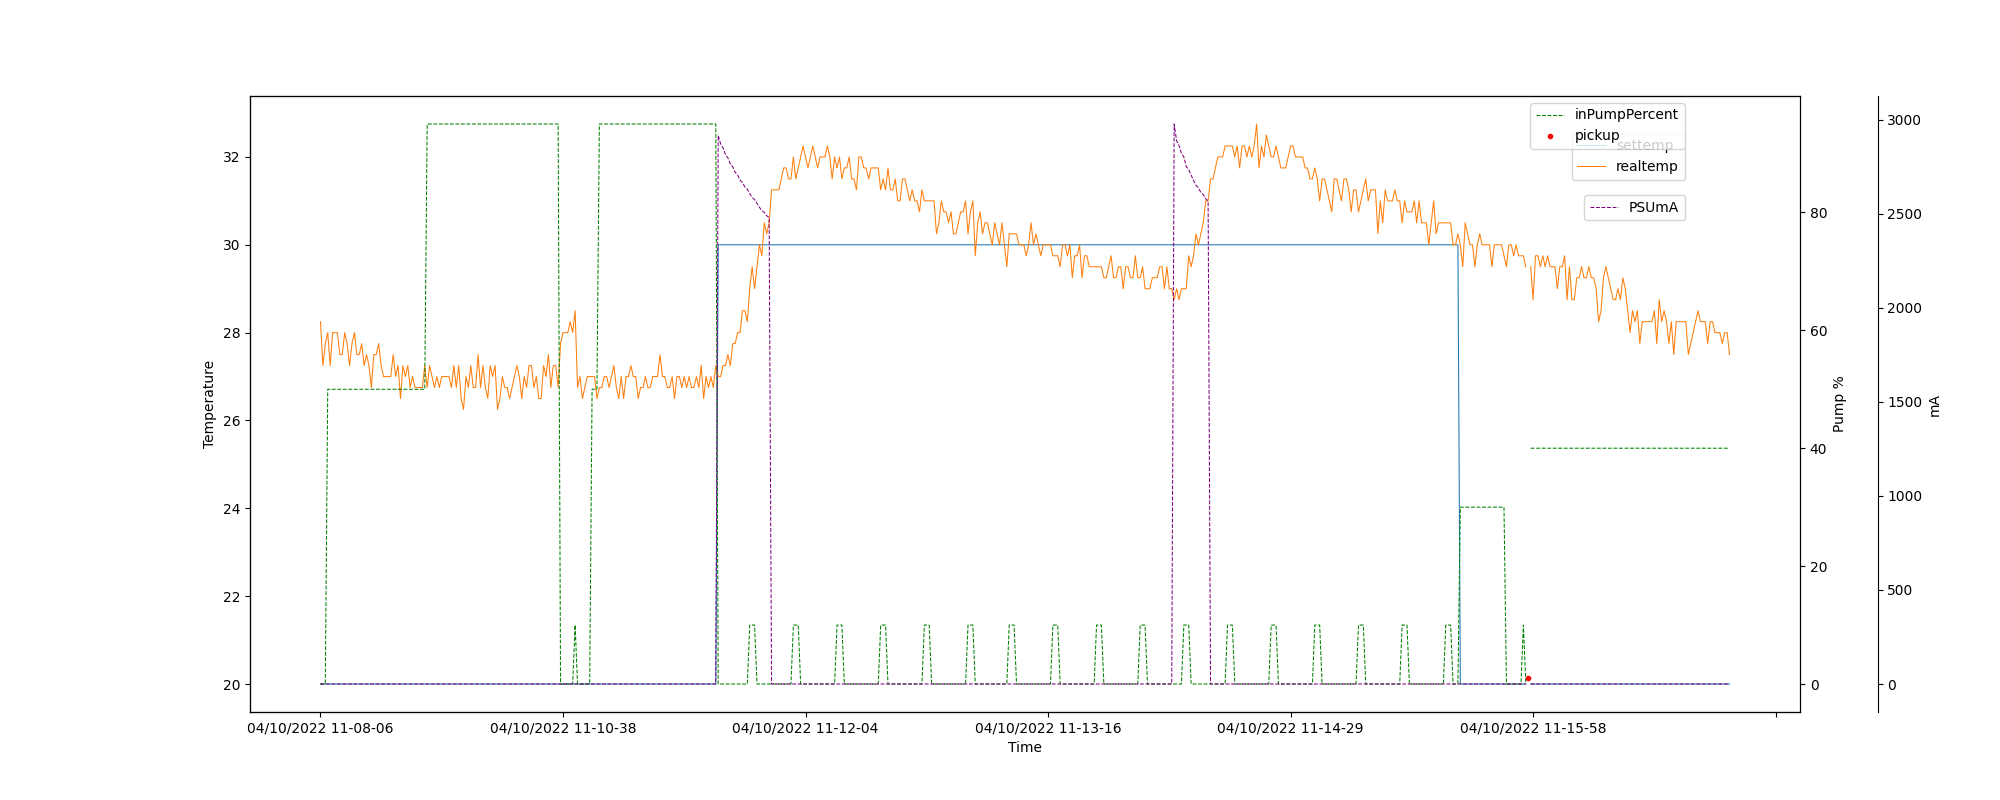 inPumpPercent
pickup
settemp
realtemp
PSUmA
32
30
28
26
24
22
20
Temperature
80
60
40
20
0
Pump %
3000
2500
2000
1500
1000
500
0
mA
04/10/2022 11-08-06
04/10/2022 11-10-38
04/10/2022 11-12-04
04/10/2022 11-13-16
04/10/2022 11-14-29
04/10/2022 11-15-58
Time